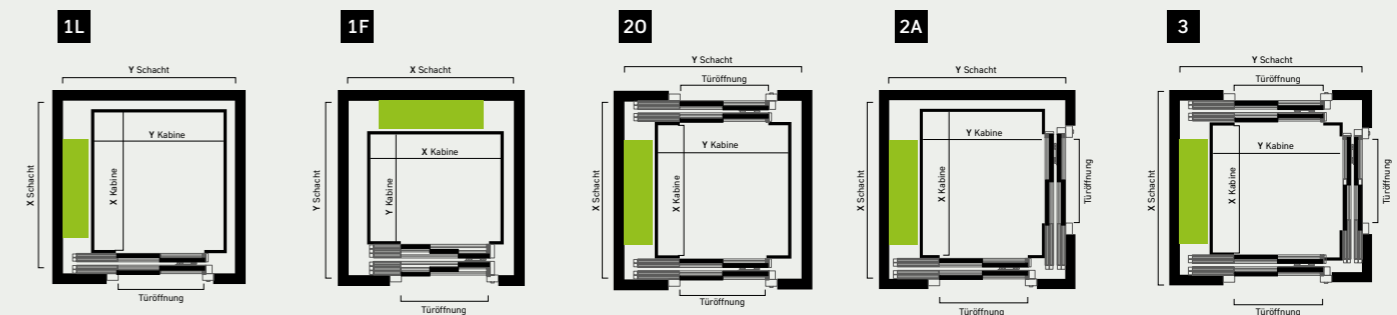 1L
Y Schacht
X Schacht
Y Kabine
X Kabine
Türöffnung
1F
X Schacht
Y Schacht
X Kabine
Y Kabine
Türöffnung
20
Y Schacht
Türöffnung
X Schacht
Y Kabine
X Kabine
Türöffnung
2A
Y Schacht
X Schacht
Y Kabine
X Kabine
Türöffnung
Türöffnung
3
Y Schacht
Türöffnung
X Schacht
Y Kabine
X Kabine
Türöffnung
Türöffnung